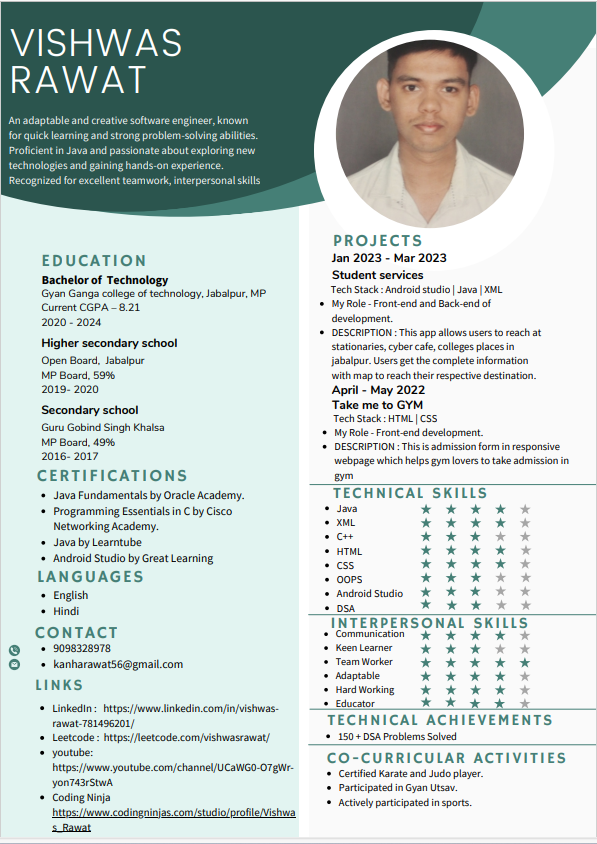 VISHWAS
RAWAT
An adaptable and creative software engineer, known
for quick learning and strong problem-solving abilities.
Proficient in Java and passionate about exploring new
technologies and gaining hands-on experience.
Recognized for excellent teamwork, interpersonal skills
EDUCATION
Bachelor of Technology
Gyan Ganga college of technology, Jabalpur, MP
Current CGPA – 8.21
2020 - 2024
Higher secondary school
Open Board, Jabalpur
MP Board, 59%
2019- 2020
Secondary school
Guru Gobind Singh Khalsa
MP Board, 49%
2016- 2017
CERTIFICATIONS
• Java Fundamentals by Oracle Academy.
• Programming Essentials in C by Cisco
Networking Academy.
• Java by Learntube
• Android Studio by Great Learning
LANGUAGES
• English
• Hindi
CONTACT
• 9098328978
• kanharawat56@gmail.com
LINKS
• LinkedIn : https://www.linkedin.com/in/vishwas-
rawat-781496201/
• Leetcode : https://leetcode.com/vishwasrawat/
• youtube:
https://www.youtube.com/channel/UCaWG0-O7gWr-
yon743rStwA
• Coding Ninja
https://www.codingninjas.com/studio/profile/Vishwa
s_Rawat
PROJECTS
Jan 2023 - Mar 2023
Student services
Tech Stack : Android studio | Java | XML
• My Role - Front-end and Back-end of
development.
• DESCRIPTION : This app allows users to reach at
stationaries, cyber cafe, colleges places in
jabalpur. Users get the complete information
with map to reach their respective destination.
April - May 2022
Take me to GYM
Tech Stack : HTML | CSS
• My Role - Front-end development.
• DESCRIPTION : This is admission form in responsive
webpage which helps gym lovers to take admission in
gym
TECHNICAL SKILLS
• Java
• XML
• C++
• HTML
• CSS
• OOPS
• Android Studio
• DSA
INTERPERSONAL SKILLS
• Communication
• Keen Learner
• Team Worker
• Adaptable
• Hard Working
• Educator
TECHNICAL ACHIEVEMENTS
• 150 + DSA Problems Solved
CO-CURRICULAR ACTIVITIES
• Certified Karate and Judo player.
• Participated in Gyan Utsav.
• Actively participated in sports.